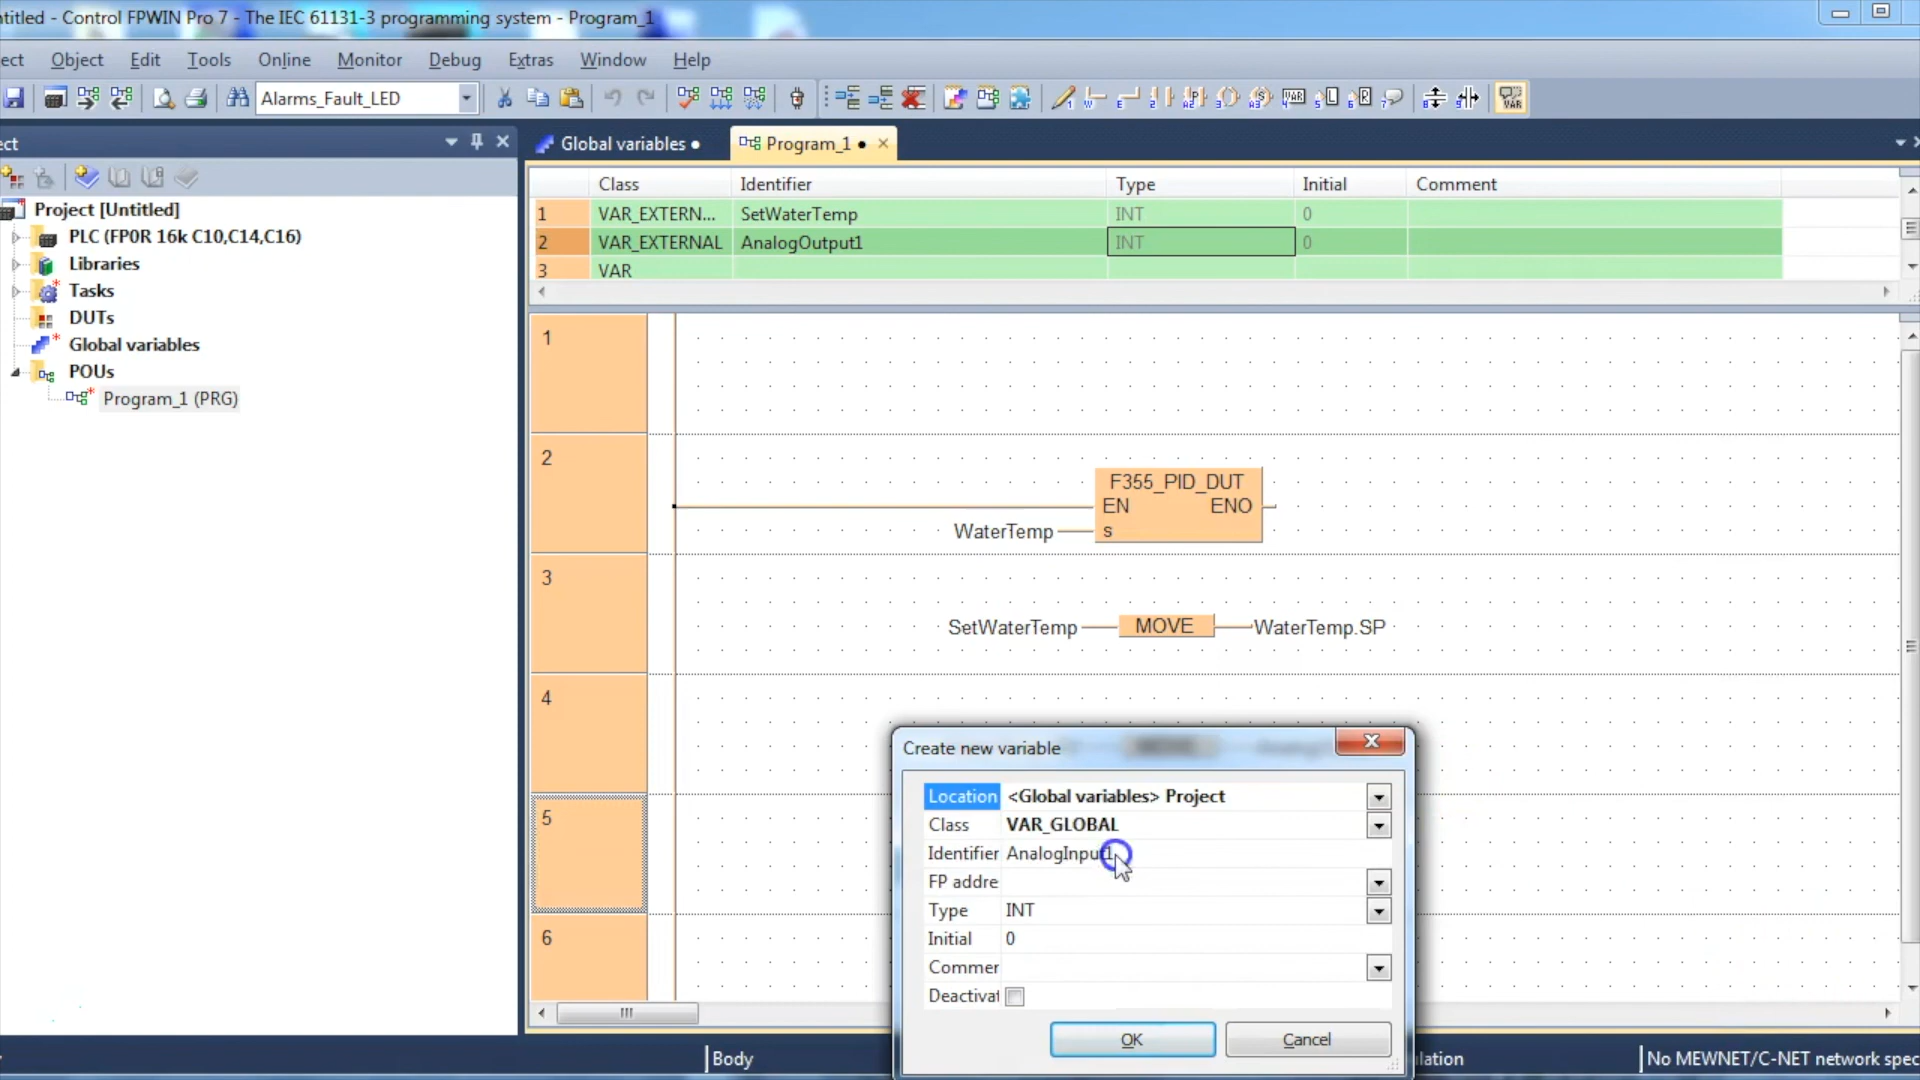 ntitled - Control FPWIN Pro 7 - The IEC 61131-3 programming system - Program_1
ect Object Edit Tools Online Monitor Debug Extras Window Help
Alarms_Fault_LED
ect
Global variables
Program_1
Project [Untitled]
PLC (FP0R 16k C10,C14,C16)
Libraries
Tasks
DUTs
Global variables
POUs
Program_1 (PRG)
Class Identifier Type Initial Comment
1 VAR_EXTERN... SetWaterTemp INT 0
2 VAR_EXTERNAL AnalogOutput1 INT 0
3 VAR
1
2
F355_PID_DUT
EN ENO
WaterTemp s
3
SetWaterTemp MOVE WaterTemp.SP
4
5
6
Create new variable
Location <Global variables> Project
Class VAR_GLOBAL
Identifier AnalogInput1
FP addre
Type INT
Initial 0
Commer
Deactivat
OK Cancel
Body
lation
No MEWNET/C-NET network spec